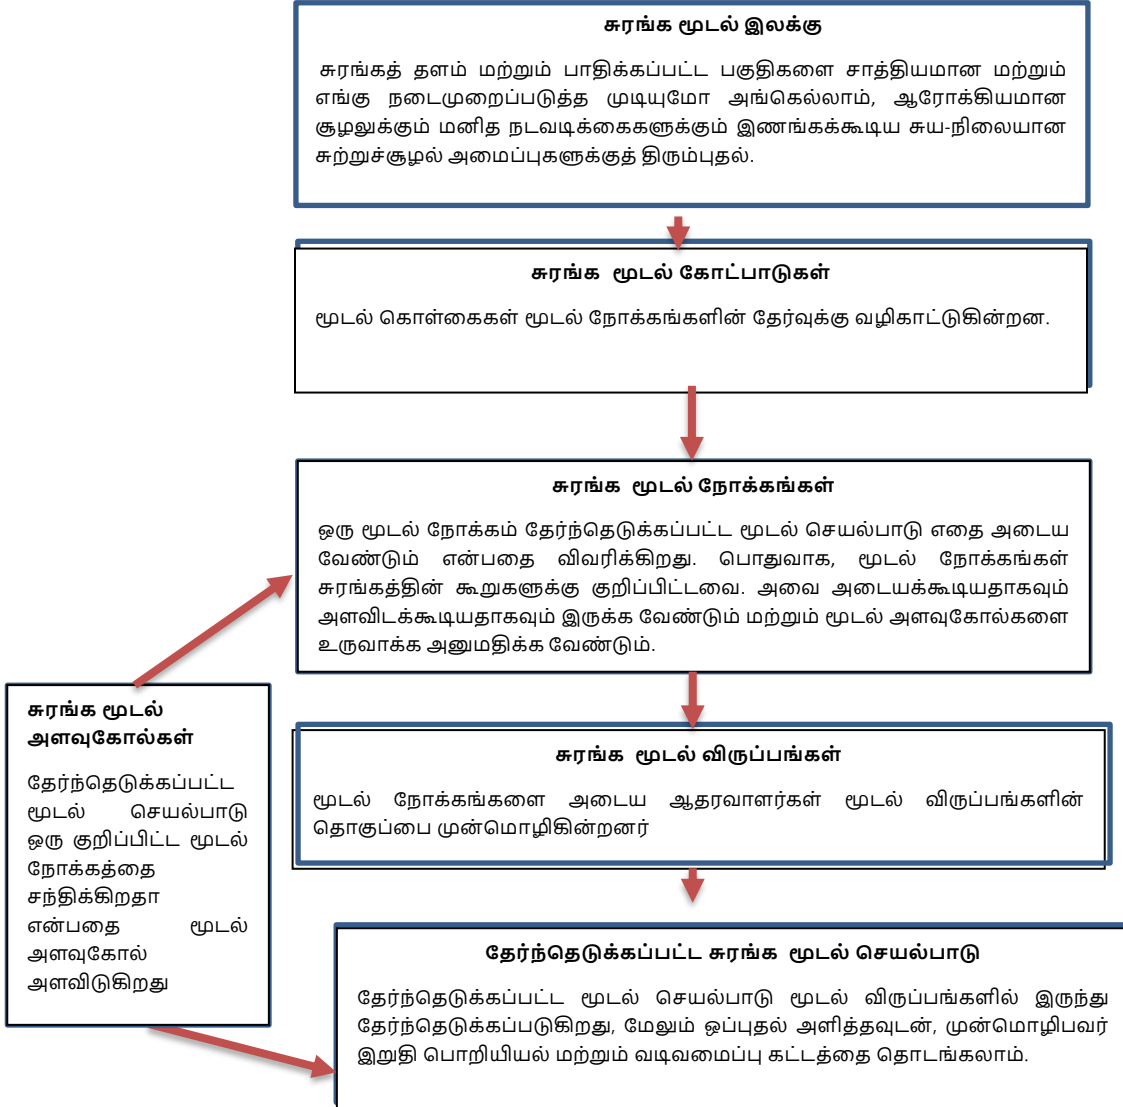 சுரங்க மூடல் இலக்கு
சுரங்கத் தளம் மற்றும் பாதிக்கப்பட்ட பகுதிகளை சாத்தியமான மற்றும்
எங்கு நடைமுறைப்படுத்த முடியுமோ அங்கெல்லாம், ஆரோக்கியமான
சூழலுக்கும் மனித நடவடிக்கைகளுக்கும் இணங்கக்கூடிய சுய-நிலையான
சுற்றுச்சூழல் அமைப்புகளுக்குத் திரும்புதல்.
சுரங்க மூடல் கோட்பாடுகள்
மூடல் கொள்கைகள் மூடல் நோக்கங்களின் தேர்வுக்கு வழிகாட்டுகின்றன.
சுரங்க மூடல் நோக்கங்கள்
ஒரு மூடல் நோக்கம் தேர்ந்தெடுக்கப்பட்ட மூடல் செயல்பாடு எதை அடைய
வேண்டும் என்பதை விவரிக்கிறது. பொதுவாக, மூடல் நோக்கங்கள்
சுரங்கத்தின் கூறுகளுக்கு குறிப்பிட்டவை. அவை அடையக்கூடியதாகவும்
அளவிடக்கூடியதாகவும் இருக்க வேண்டும் மற்றும் மூடல் அளவுகோல்களை
உருவாக்க அனுமதிக்க வேண்டும்.
சுரங்க மூடல்
அளவுகோல்கள்
தேர்ந்தெடுக்கப்பட்ட
மூடல் செயல்பாடு
ஒரு குறிப்பிட்ட மூடல்
நோக்கத்தை
சந்திக்கிறதா
என்பதை மூடல்
அளவுகோல்
அளவிடுகிறது
சுரங்க மூடல் விருப்பங்கள்
மூடல் நோக்கங்களை அடைய ஆதரவாளர்கள் மூடல் விருப்பங்களின்
தொகுப்பை முன்மொழிகின்றனர்
தேர்ந்தெடுக்கப்பட்ட சுரங்க மூடல் செயல்பாடு
தேர்ந்தெடுக்கப்பட்ட மூடல் செயல்பாடு மூடல் விருப்பங்களில் இருந்து
தேர்ந்தெடுக்கப்படுகிறது, மேலும் ஒப்புதல் அளித்தவுடன், முன்மொழிபவர்
இறுதி பொறியியல் மற்றும் வடிவமைப்பு கட்டத்தை தொடங்கலாம்.